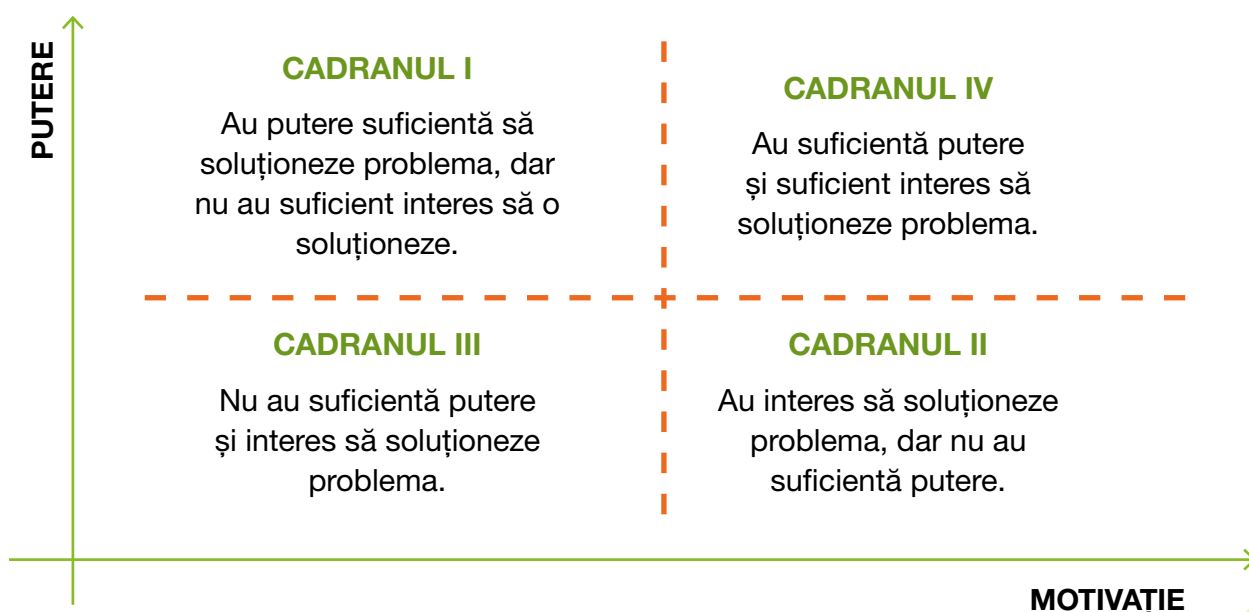 PUTERE
CADRANUL I
Au putere suficientă să
soluționeze problema, dar
nu au suficient interes să o
soluționeze.
CADRANUL IV
Au suficientă putere
și suficient interes să
soluționeze problema.
CADRANUL III
Nu au suficientă putere
și interes să soluționeze
problema.
CADRANUL II
Au interes să soluționeze
problema, dar nu au
suficientă putere.
MOTIVAȚIE